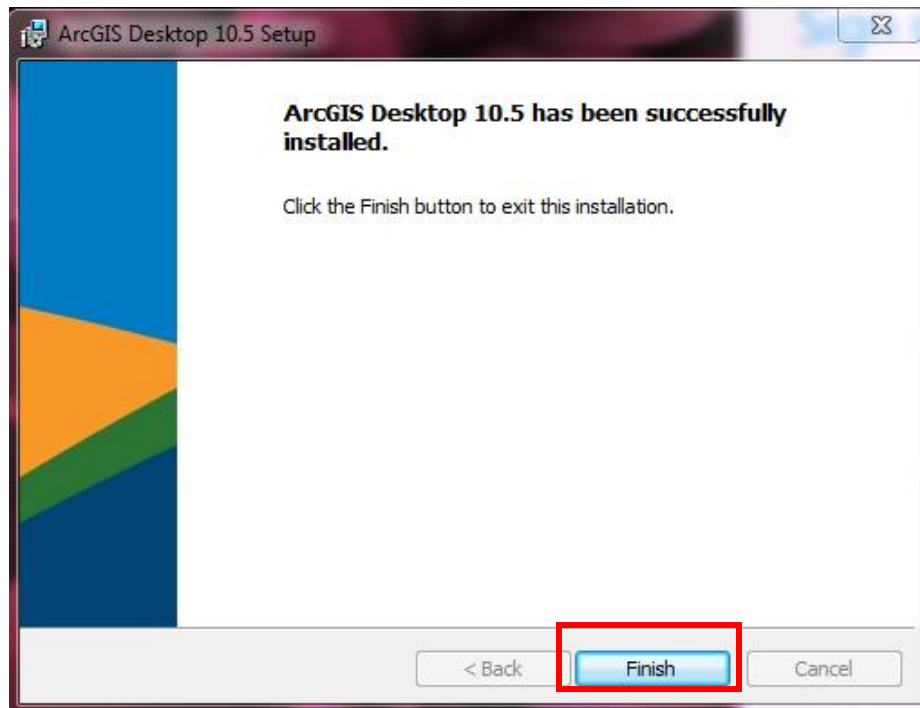 ArcGIS Desktop 10.5 Setup
ArcGIS Desktop 10.5 has been successfully
installed.
Click the Finish button to exit this installation.
< Back
Finish
Cancel